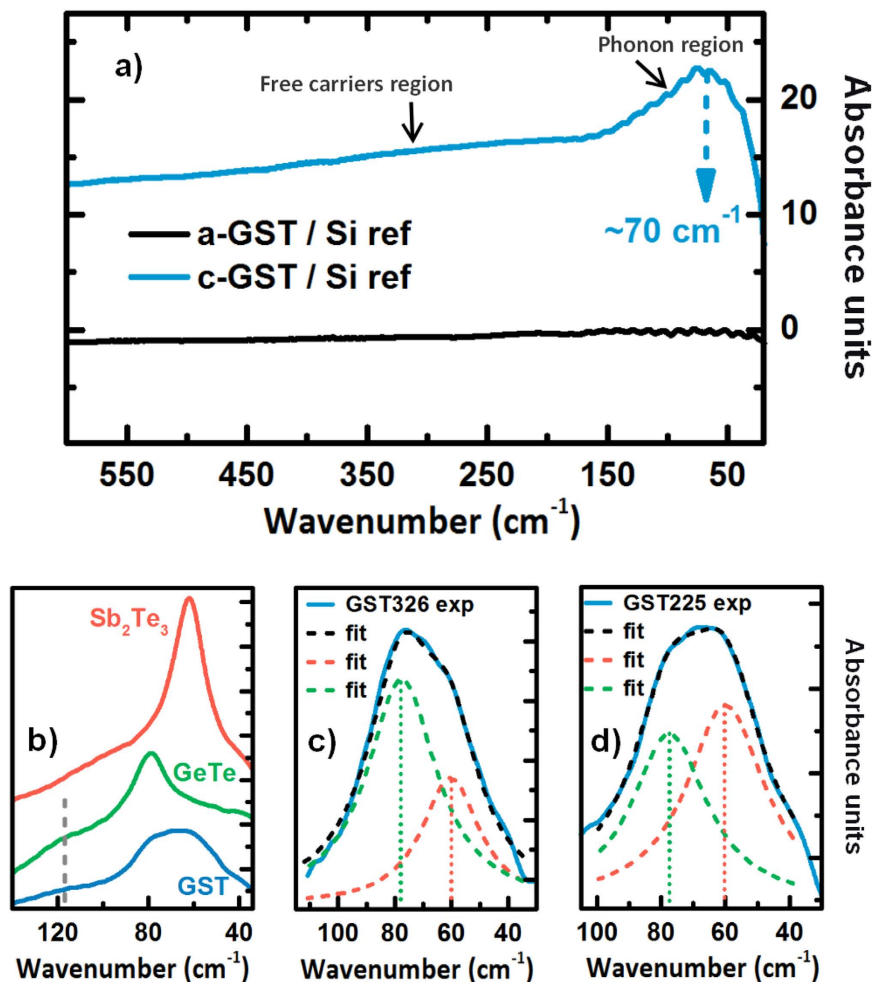 a)
Free carriers region
Phonon region
20
10
0
~70 cm⁻¹
a-GST / Si ref
c-GST / Si ref
Absorbance units
550 450 350 250 150 50
Wavenumber (cm⁻¹)
b)
Sb₂Te₃
GeTe
GST
120 80 40
Wavenumber (cm⁻¹)
c)
GST326 exp
fit
fit
fit
100 80 60 40
Wavenumber (cm⁻¹)
d)
GST225 exp
fit
fit
fit
100 80 60 40
Wavenumber (cm⁻¹)
Absorbance units